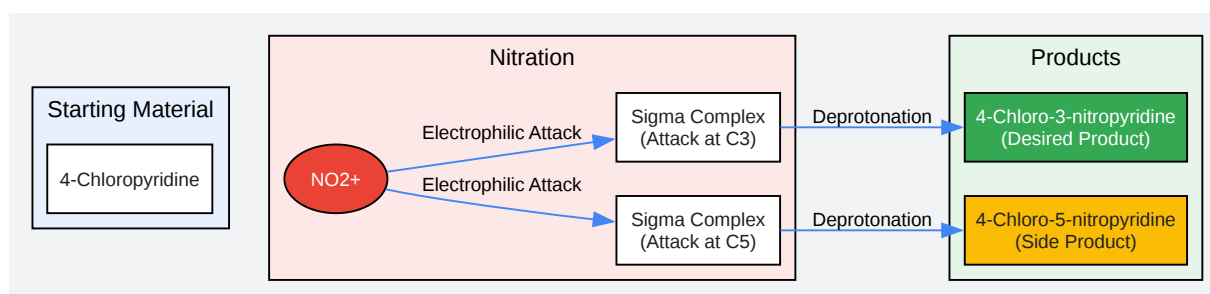 Nitration
Products
Starting Material
4-Chloropyridine
NO2+
Electrophilic Attack
Electrophilic Attack
Sigma Complex
(Attack at C3)
Sigma Complex
(Attack at C5)
Deprotonation
Deprotonation
4-Chloro-3-nitropyridine
(Desired Product)
4-Chloro-5-nitropyridine
(Side Product)